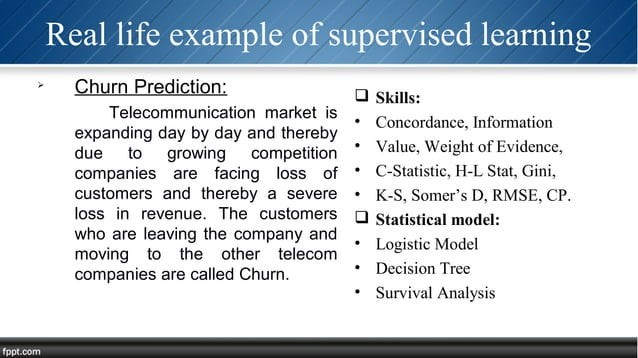 Real life example of supervised learning
➢ Churn Prediction:
Telecommunication market is
expanding day by day and thereby
due to growing competition
companies are facing loss of
customers and thereby a severe
loss in revenue. The customers
who are leaving the company and
moving to the other telecom
companies are called Churn.
❑ Skills:
• Concordance, Information
• Value, Weight of Evidence,
• C-Statistic, H-L Stat, Gini,
• K-S, Somer’s D, RMSE, CP.
❑ Statistical model:
• Logistic Model
• Decision Tree
• Survival Analysis
fppt.com